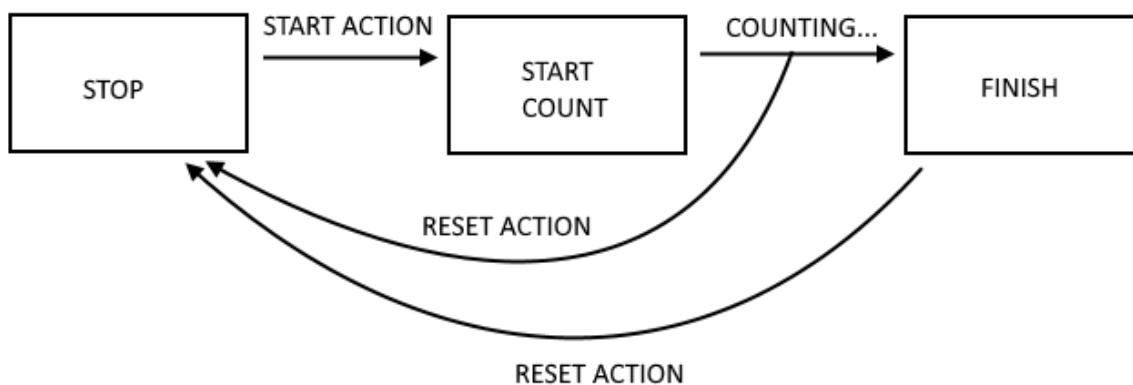 START ACTION
COUNTING...
STOP
START
COUNT
FINISH
RESET ACTION
RESET ACTION